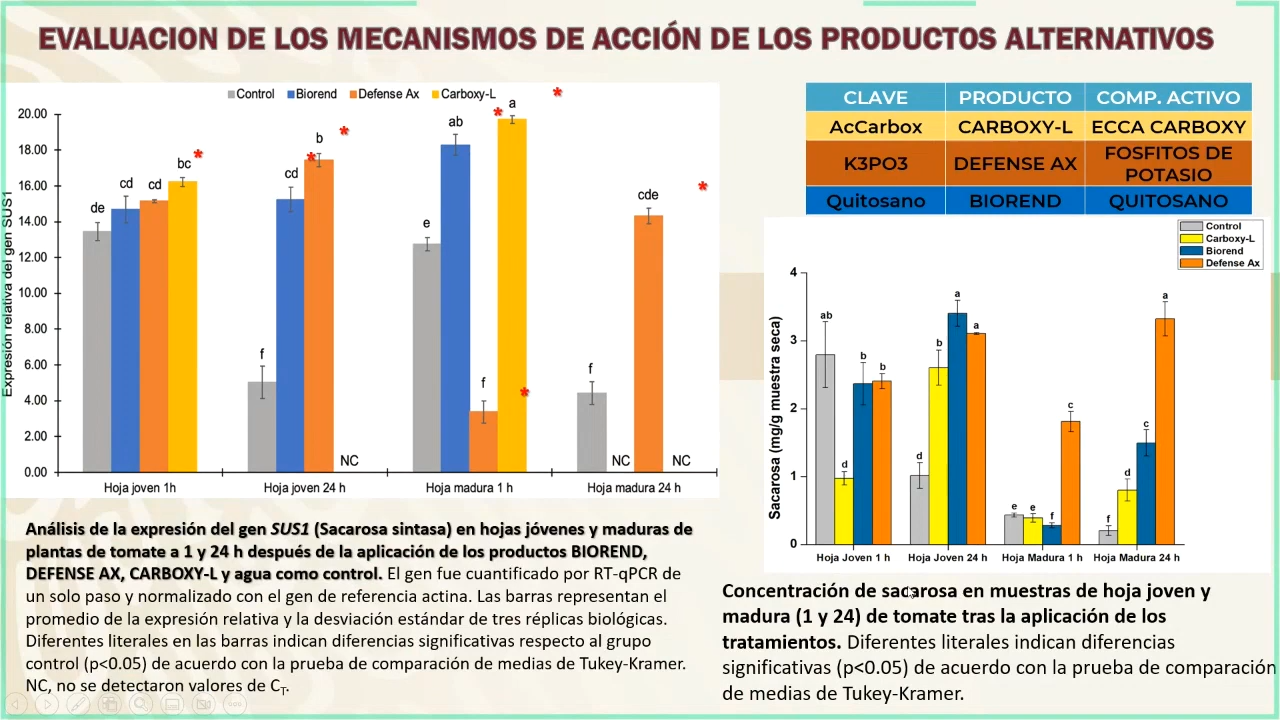 EVALUACION DE LOS MECANISMOS DE ACCIÓN DE LOS PRODUCTOS ALTERNATIVOS
Control Biorend Defense Ax Carboxy-L
Expresión relativa del gen SUS1
20.00
18.00
16.00
14.00
12.00
10.00
8.00
6.00
4.00
2.00
0.00
de cd cd bc *
f cd * b * NC
e ab f * * a *
f NC cde NC *
Hoja joven 1h Hoja joven 24 h Hoja madura 1 h Hoja madura 24 h
CLAVE PRODUCTO COMP. ACTIVO
AcCarbox CARBOXY-L ECCA CARBOXY
K3PO3 DEFENSE AX FOSFITOS DE POTASIO
Quitosano BIOREND QUITOSANO
Control
Carboxy-L
Biorend
Defense Ax
Sacarosa (mg/g muestra seca)
4
3
2
1
0
ab d b b
d b a a
e e f c
f d c a
Hoja Joven 1 h Hoja Joven 24 h Hoja Madura 1 h Hoja Madura 24 h
Análisis de la expresión del gen SUS1 (Sacarosa sintasa) en hojas jóvenes y maduras de
plantas de tomate a 1 y 24 h después de la aplicación de los productos BIOREND,
DEFENSE AX, CARBOXY-L y agua como control. El gen fue cuantificado por RT-qPCR de
un solo paso y normalizado con el gen de referencia actina. Las barras representan el
promedio de la expresión relativa y la desviación estándar de tres réplicas biológicas.
Diferentes literales en las barras indican diferencias significativas respecto al grupo
control (p<0.05) de acuerdo con la prueba de comparación de medias de Tukey-Kramer.
NC, no se detectaron valores de CT.
Concentración de sacarosa en muestras de hoja joven y
madura (1 y 24) de tomate tras la aplicación de los
tratamientos. Diferentes literales indican diferencias
significativas (p<0.05) de acuerdo con la prueba de comparación
de medias de Tukey-Kramer.